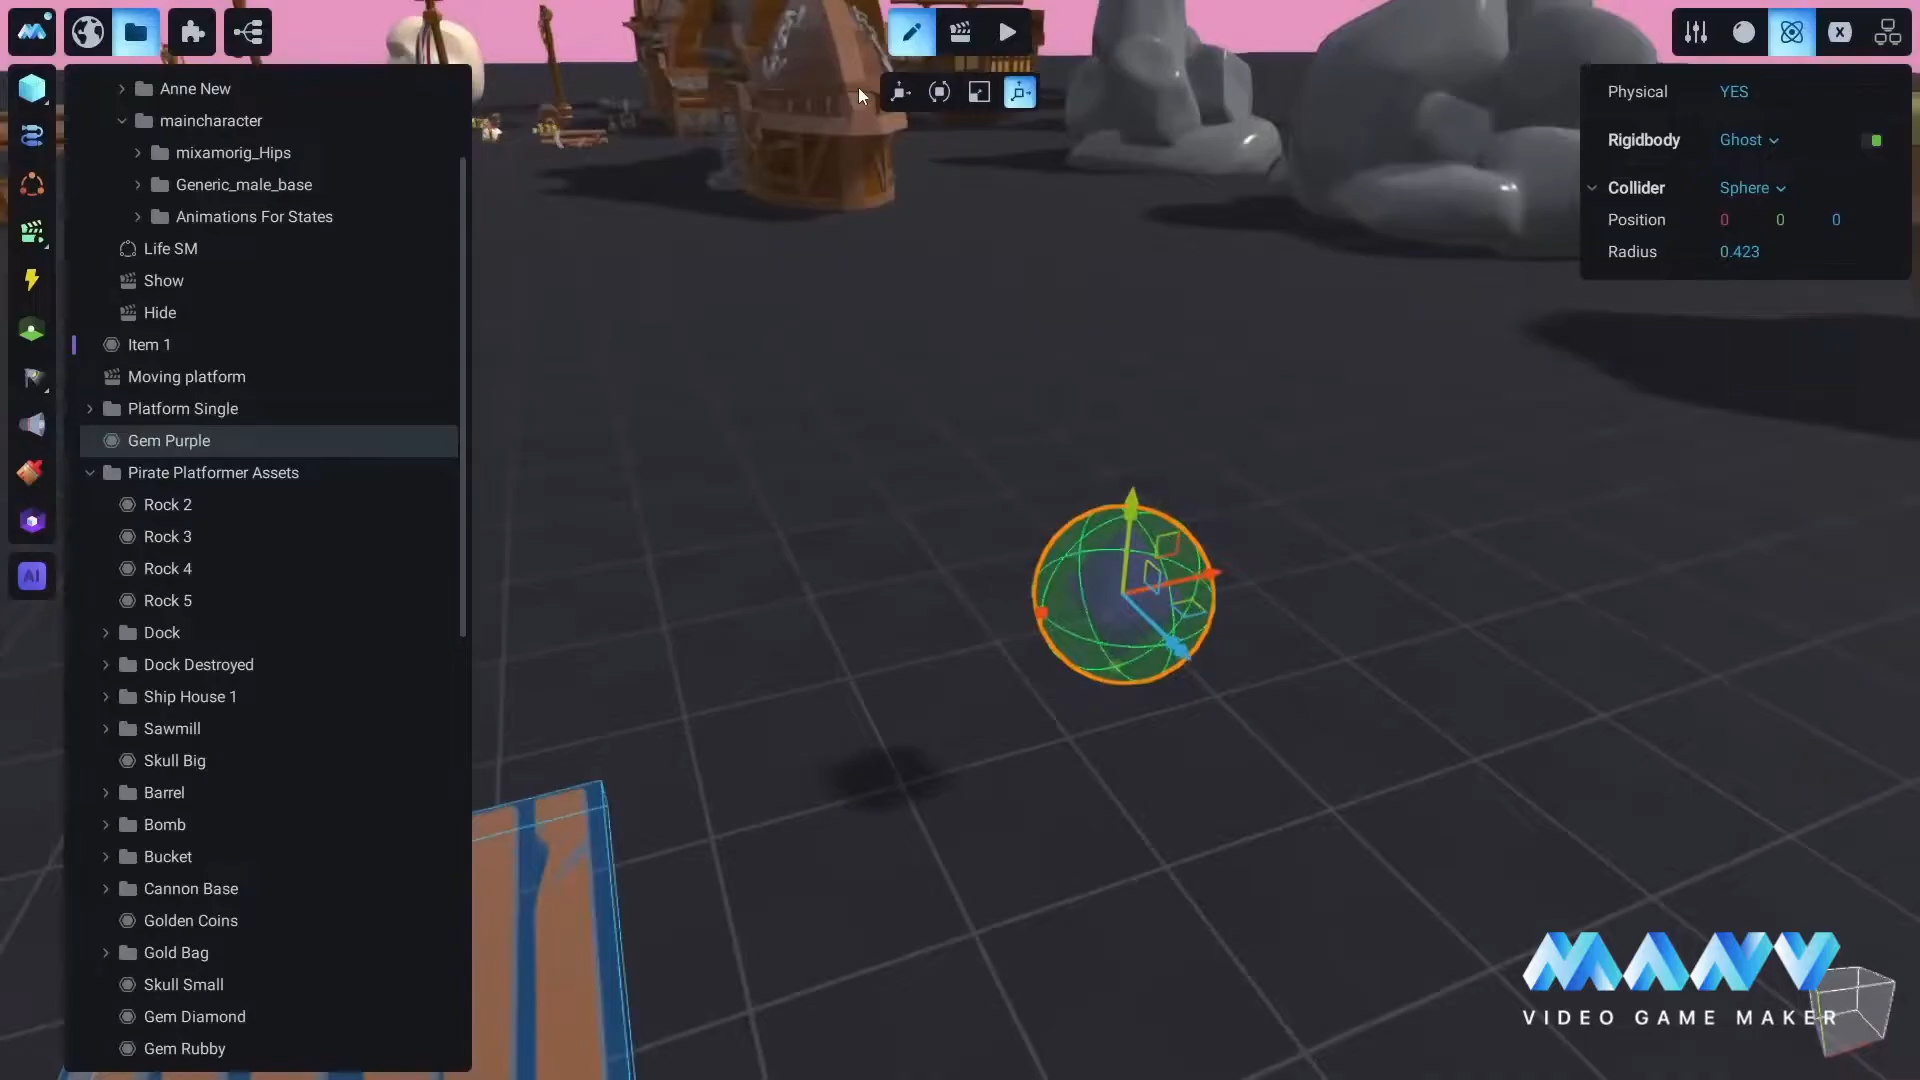 Anne New
maincharacter
mixamorig_Hips
Generic_male_base
Animations For States
Life SM
Show
Hide
Item 1
Moving platform
Platform Single
Gem Purple
Pirate Platformer Assets
Rock 2
Rock 3
Rock 4
Rock 5
Dock
Dock Destroyed
Ship House 1
Sawmill
Skull Big
Barrel
Bomb
Bucket
Cannon Base
Golden Coins
Gold Bag
Skull Small
Gem Diamond
Gem Rubby
AI
Physical YES
Rigidbody Ghost
Collider Sphere
Position 0 0 0
Radius 0.423
VIDEO GAME MAKER